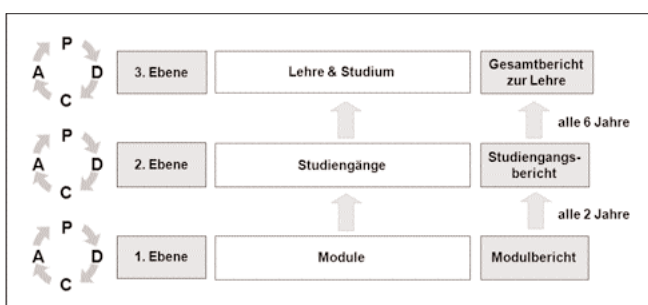 P
A
D
C
3. Ebene
Lehre & Studium
Gesamtbericht
zur Lehre
alle 6 Jahre
P
A
D
C
2. Ebene
Studiengänge
Studiengangs-
bericht
alle 2 Jahre
P
A
D
C
1. Ebene
Module
Modulbericht